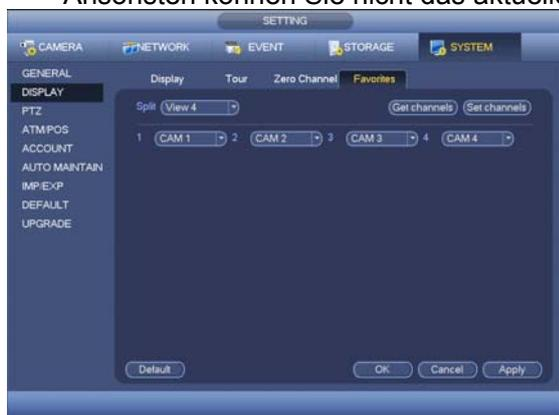 Ansonsten können Sie nicht das aktuelle
SETTING
CAMERA NETWORK EVENT STORAGE SYSTEM
GENERAL
DISPLAY
PTZ
ATM/POS
ACCOUNT
AUTO MAINTAIN
IMP/EXP
DEFAULT
UPGRADE
Display Tour Zero Channel Favorites
Split View 4 Get channels Set channels
1 CAM 1 2 CAM 2 3 CAM 3 4 CAM 4
Default OK Cancel Apply